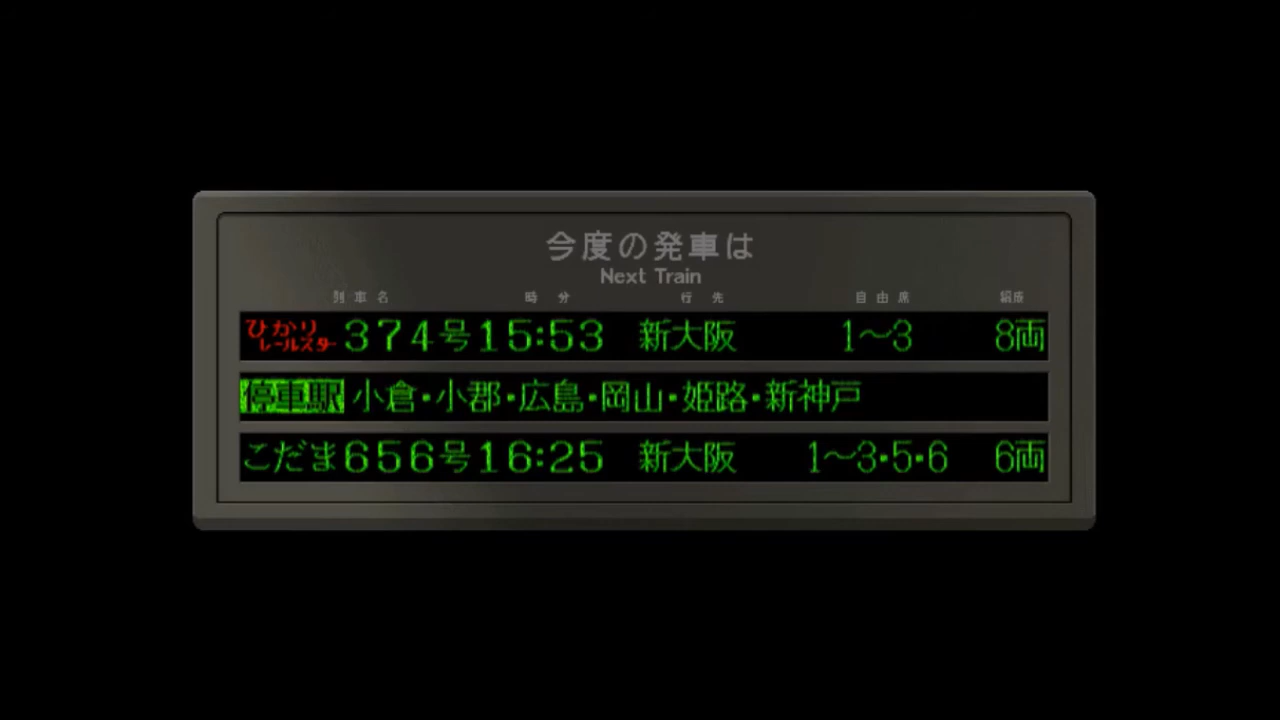 今度の発車は
Next Train
列車名 時分 行先 自由席 編成
ひかりレールスター 374号 15:53 新大阪 1～3 8両
停車駅 小倉・小郡・広島・岡山・姫路・新神戸
こだま 656号 16:25 新大阪 1～3・5・6 6両